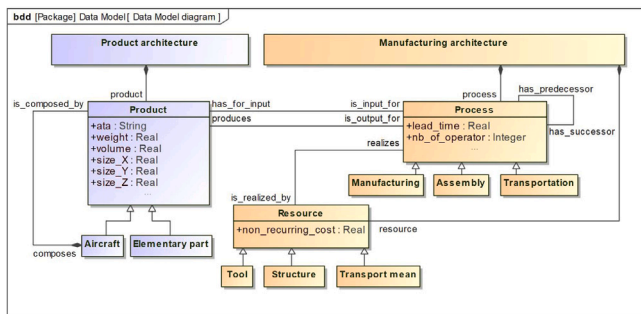 bdd [Package] Data Model [ Data Model diagram ]
Product architecture
Manufacturing architecture
product
process
has_predecessor
is_composed_by
Product
has_for_input
is_input_for
Process
+ata : String
+weight : Real
+volume : Real
+size_X : Real
+size_Y : Real
+size_Z : Real
...
produces
is_output_for
+lead_time : Real
+nb_of_operator : Integer
...
has_successor
realizes
Manufacturing
Assembly
Transportation
is_realized_by
Resource
+non_recurring_cost : Real
resource
Aircraft
Elementary part
composes
Tool
Structure
Transport mean